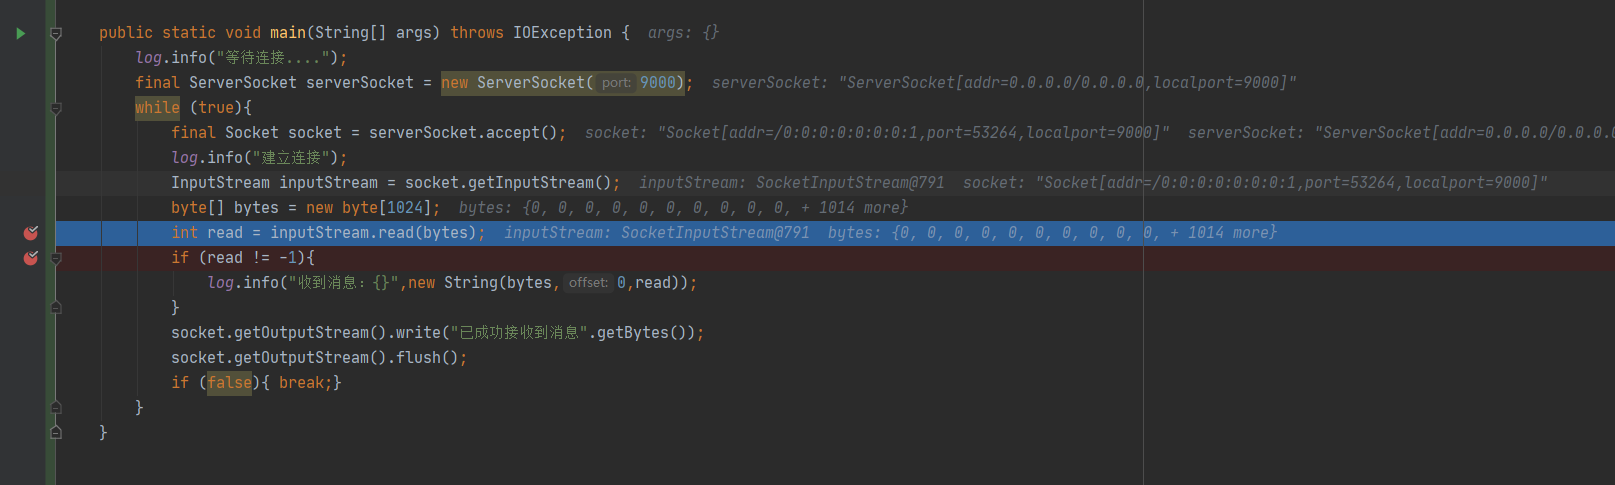 public static void main(String[] args) throws IOException {  args: {}
log.info("等待连接....");
final ServerSocket serverSocket = new ServerSocket( port: 9000);  serverSocket: "ServerSocket[addr=0.0.0.0/0.0.0.0,localport=9000]"
while (true){
final Socket socket = serverSocket.accept();  socket: "Socket[addr=/0:0:0:0:0:0:0:1,port=53264,localport=9000]"  serverSocket: "ServerSocket[addr=0.0.0.0/0.0.0.0
log.info("建立连接");
InputStream inputStream = socket.getInputStream();  inputStream: SocketInputStream@791  socket: "Socket[addr=/0:0:0:0:0:0:0:1,port=53264,localport=9000]"
byte[] bytes = new byte[1024];  bytes: {0, 0, 0, 0, 0, 0, 0, 0, 0, 0, + 1014 more}
int read = inputStream.read(bytes);  inputStream: SocketInputStream@791  bytes: {0, 0, 0, 0, 0, 0, 0, 0, 0, 0, + 1014 more}
if (read != -1){
log.info("收到消息：{}",new String(bytes, offset: 0,read));
}
socket.getOutputStream().write("已成功接收到消息".getBytes());
socket.getOutputStream().flush();
if (false){ break;}
}
}